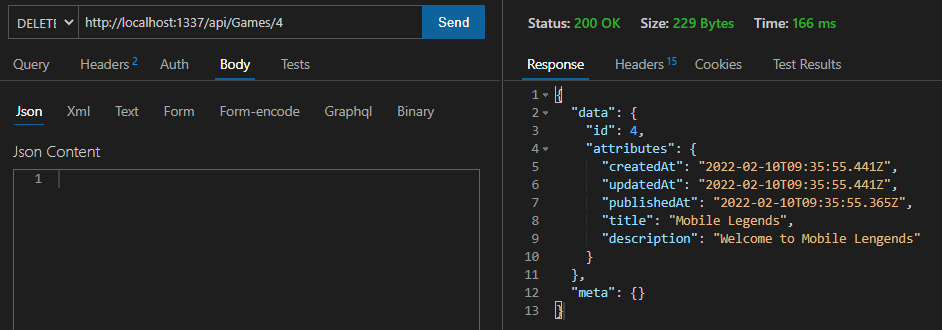 DELETE http://localhost:1337/api/Games/4 Send
Query Headers 2 Auth Body Tests
Json Xml Text Form Form-encode Graphql Binary
Json Content
1
Status: 200 OK Size: 229 Bytes Time: 166 ms
Response Headers 15 Cookies Test Results
1 {
2 "data": {
3 "id": 4,
4 "attributes": {
5 "createdAt": "2022-02-10T09:35:55.441Z",
6 "updatedAt": "2022-02-10T09:35:55.441Z",
7 "publishedAt": "2022-02-10T09:35:55.365Z",
8 "title": "Mobile Legends",
9 "description": "Welcome to Mobile Lengends"
10 }
11 },
12 "meta": {}
13 }